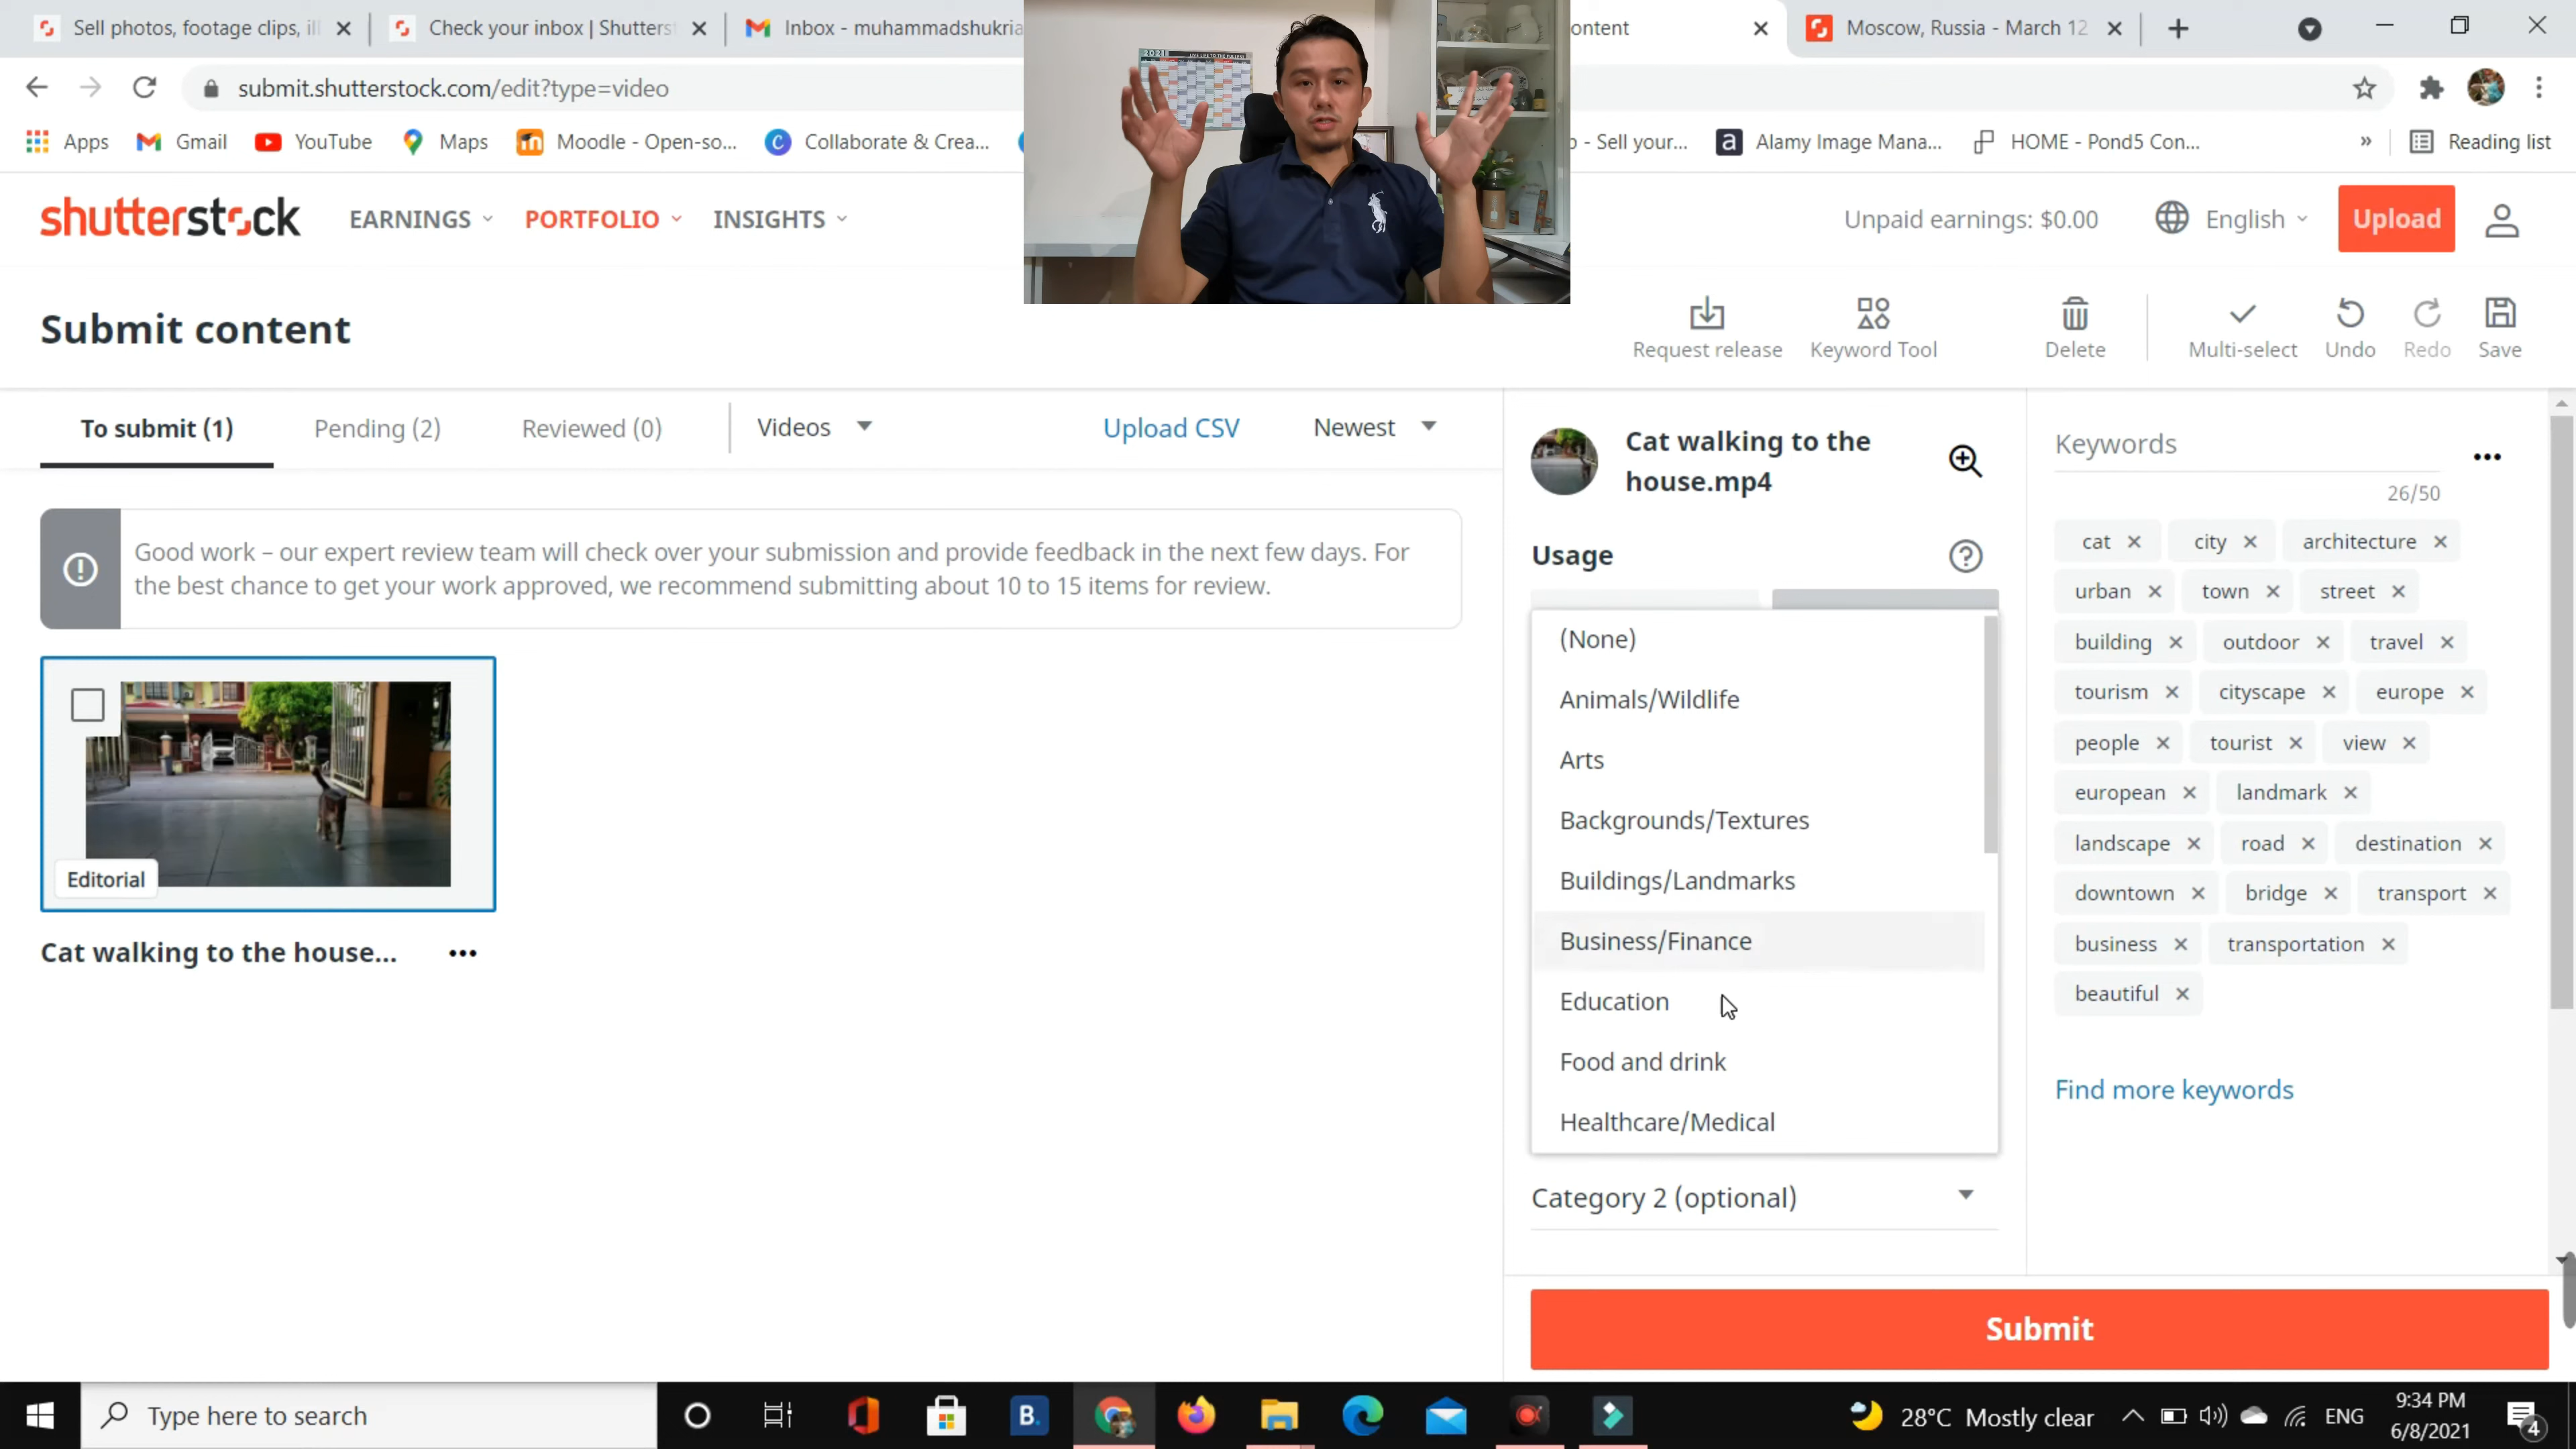 Sell photos, footage clips, ill
Check your inbox | Shutterst
Inbox - muhammadshukria
ontent
Moscow, Russia - March 12
submit.shutterstock.com/edit?type=video
Apps
Gmail
YouTube
Maps
Moodle - Open-so...
Collaborate & Crea...
- Sell your...
Alamy Image Mana...
HOME - Pond5 Con...
»
Reading list
2021
shutterstock
EARNINGS
PORTFOLIO
INSIGHTS
Unpaid earnings: $0.00
English
Upload
Submit content
Request release
Keyword Tool
Delete
Multi-select
Undo
Redo
Save
To submit (1)
Pending (2)
Reviewed (0)
Videos
Upload CSV
Newest
Good work – our expert review team will check over your submission and provide feedback in the next few days. For
the best chance to get your work approved, we recommend submitting about 10 to 15 items for review.
Editorial
Cat walking to the house...
Cat walking to the
house.mp4
Usage
(None)
Animals/Wildlife
Arts
Backgrounds/Textures
Buildings/Landmarks
Business/Finance
Education
Food and drink
Healthcare/Medical
Category 2 (optional)
Keywords
26/50
cat
city
architecture
urban
town
street
building
outdoor
travel
tourism
cityscape
europe
people
tourist
view
european
landmark
landscape
road
destination
downtown
bridge
transport
business
transportation
beautiful
Find more keywords
Submit
Type here to search
B.
28°C Mostly clear
ENG
9:34 PM
6/8/2021
4